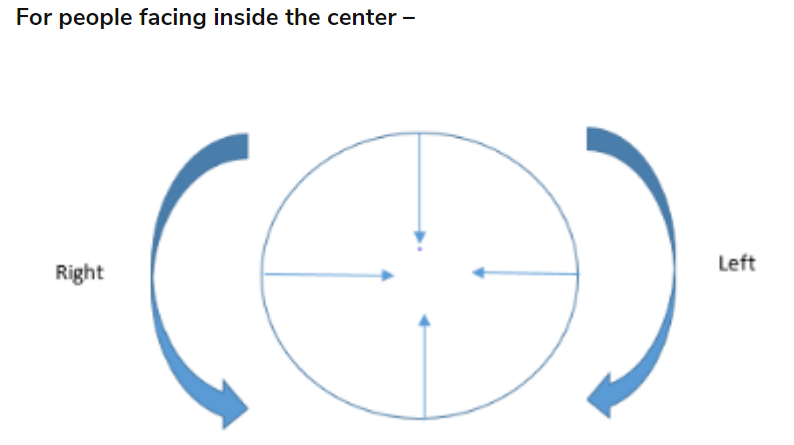 For people facing inside the center –
Right
Left